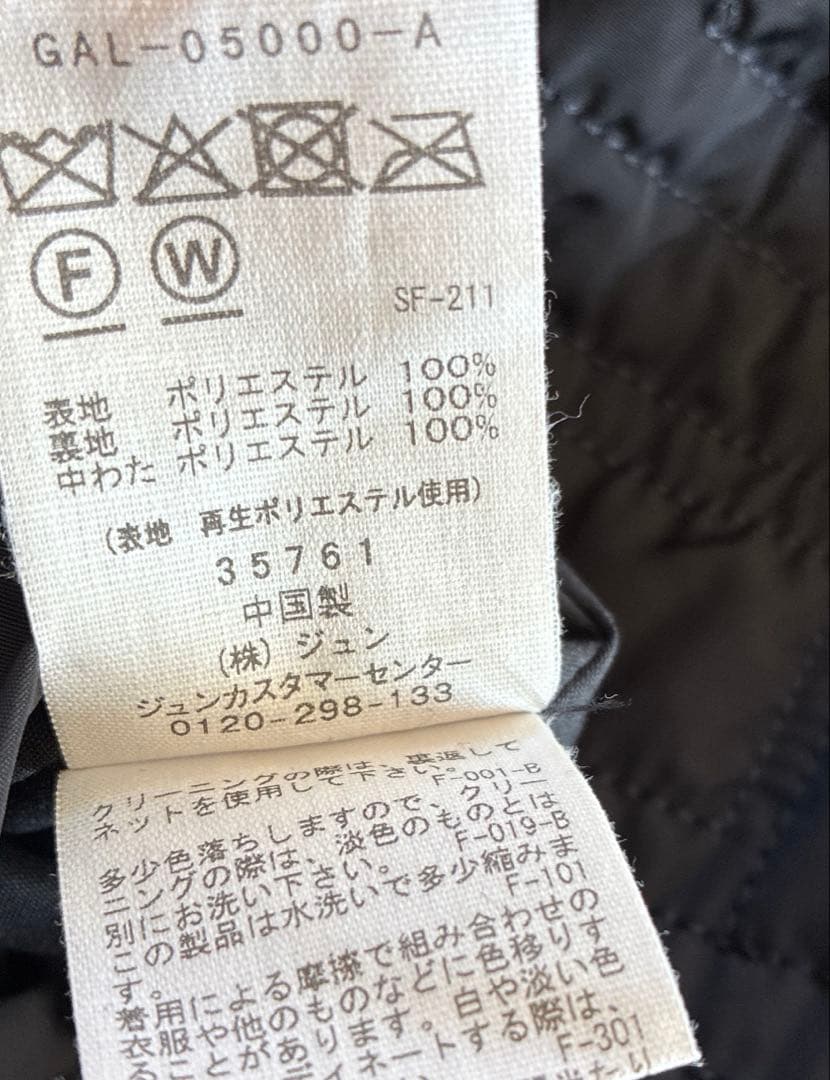 GAL-05000-A
F W
SF-211
表地 ポリエステル 100%
裏地 ポリエステル 100%
中わた ポリエステル 100%
(表地 再生ポリエステル使用)
35761
中国製
(株) ジュン
ジュンカスタマーセンター
0120-298-133
クリーニングの際は、裏返して
ネットを使用して下さい。
F-001-B
多少色落ちしますので、クリー
ニングの際は、淡色のものとは
別にお洗い下さい。
F-019-B
この製品は水洗いで多少縮みま
す。
F-101
着用による摩擦で組み合わせの
衣服や他のものなどに色移りす
ることがあります。白や淡い色
ディネートする際は、
F-301